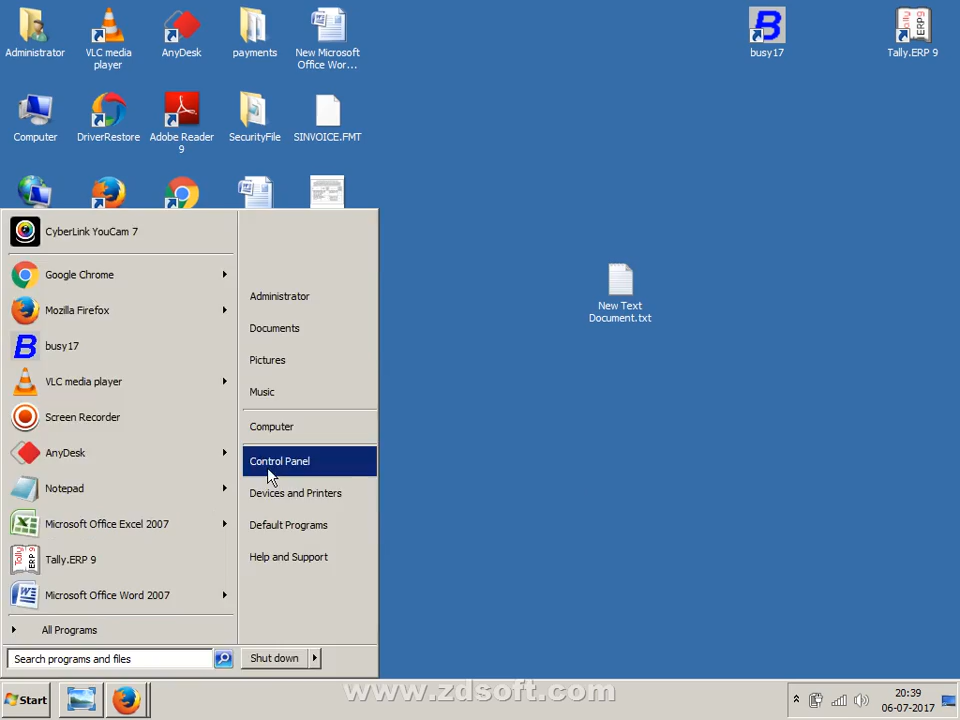 Administrator
VLC media
player
AnyDesk
payments
New Microsoft
Office Wor...
busy17
Tally.ERP 9
Computer
DriverRestore
Adobe Reader
9
SecurityFile
SINVOICE.FMT
New Text
Document.txt
CyberLink YouCam 7
Google Chrome
Mozilla Firefox
busy17
VLC media player
Screen Recorder
AnyDesk
Notepad
Microsoft Office Excel 2007
Tally.ERP 9
Microsoft Office Word 2007
All Programs
Search programs and files
Administrator
Documents
Pictures
Music
Computer
Control Panel
Devices and Printers
Default Programs
Help and Support
Shut down
Start
www.zdsoft.com
20:39
06-07-2017